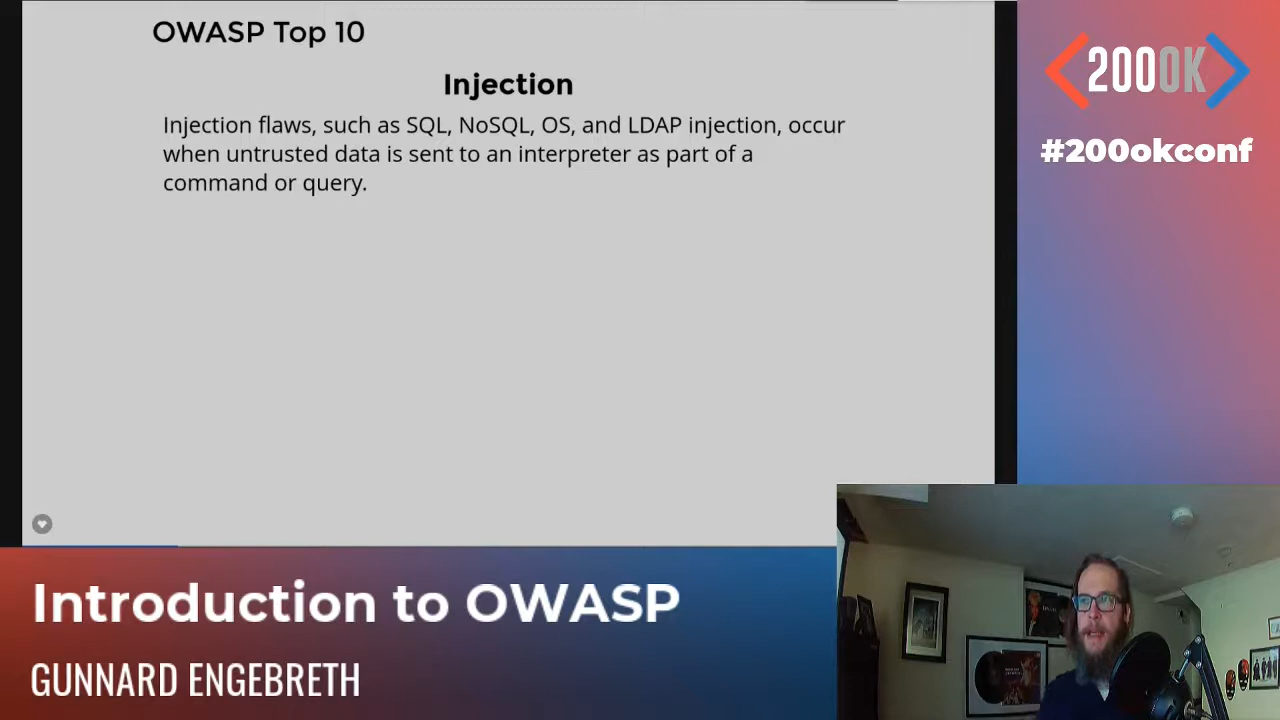 OWASP Top 10
Injection
Injection flaws, such as SQL, NoSQL, OS, and LDAP injection, occur
when untrusted data is sent to an interpreter as part of a
command or query.
200OK
#200okconf
Introduction to OWASP
GUNNARD ENGEBRETH